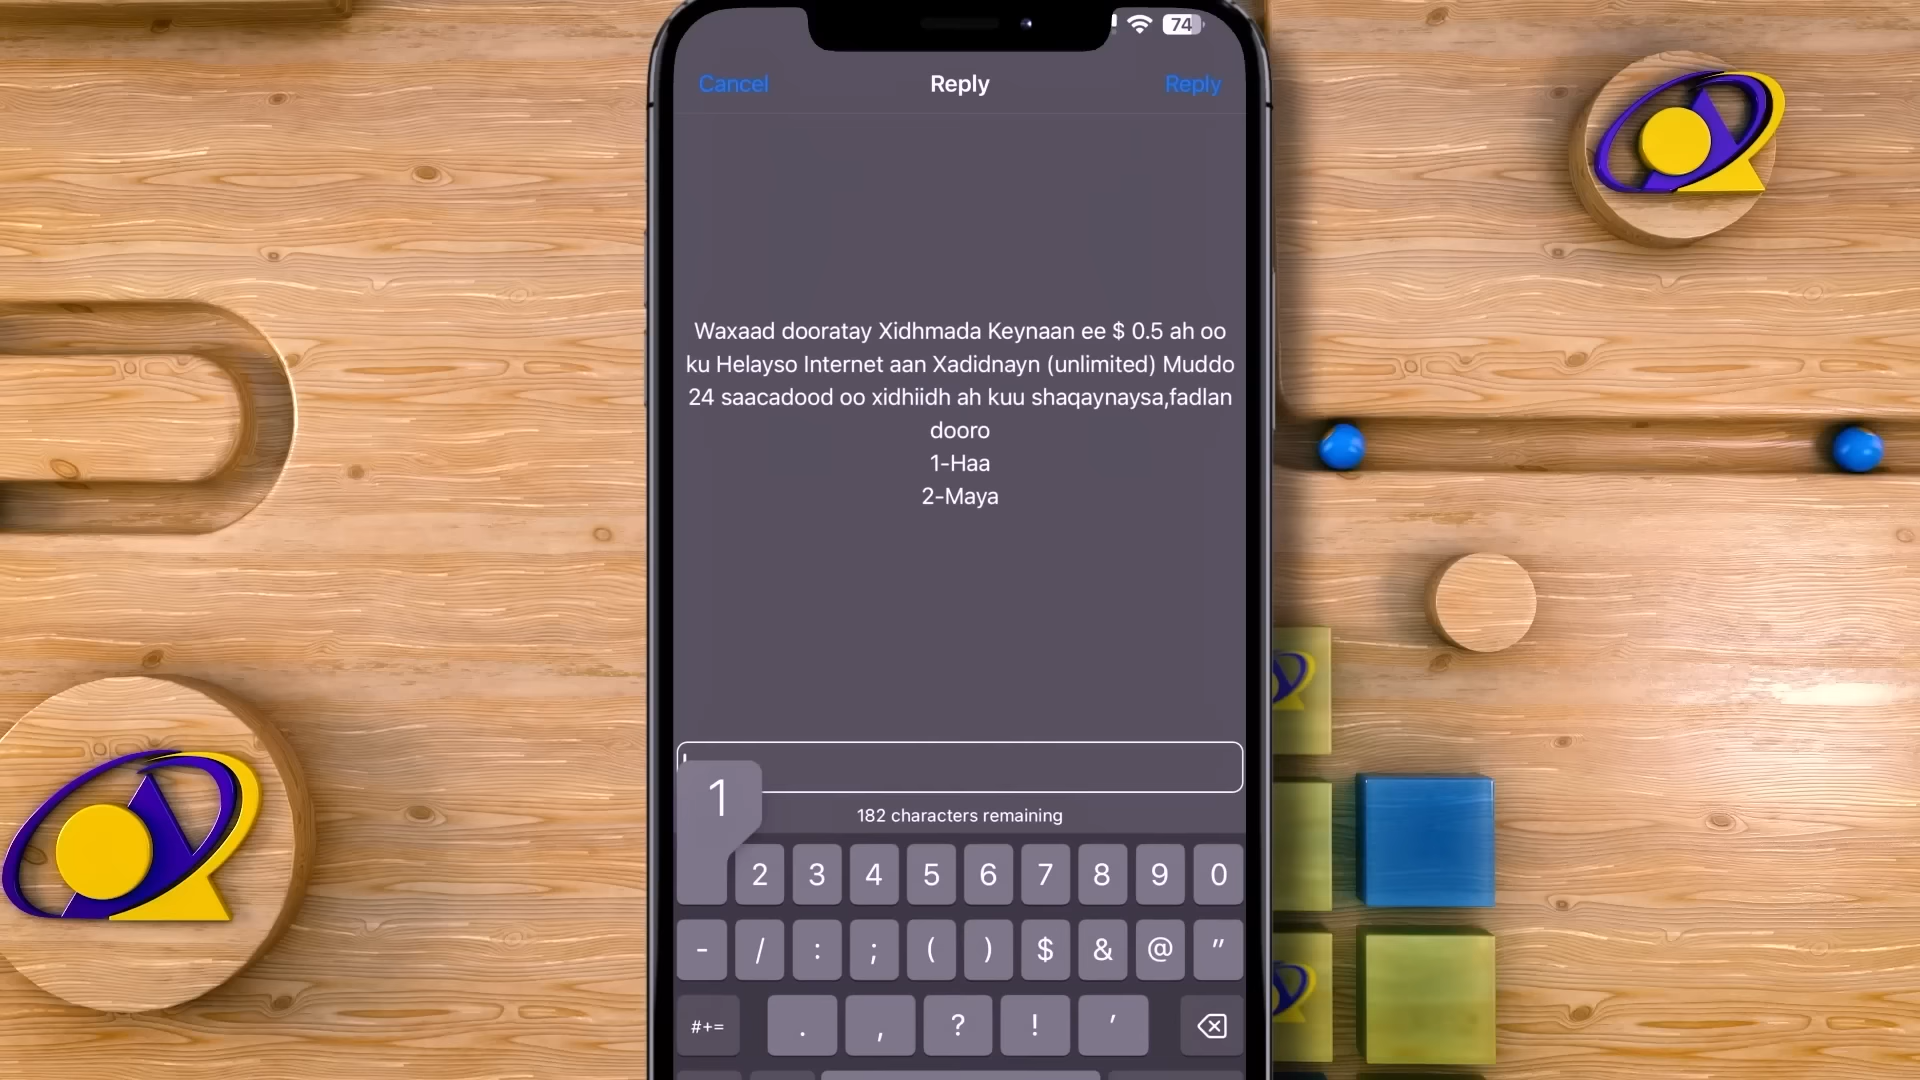 74
Cancel Reply Reply
Waxaad dooratay Xidhmada Keynaan ee $ 0.5 ah oo
ku Helayso Internet aan Xadidnayn (unlimited) Muddo
24 saacadood oo xidhiidh ah kuu shaqaynaysa,fadlan
dooro
1-Haa
2-Maya
1
182 characters remaining
2 3 4 5 6 7 8 9 0
- / : ; ( ) $ & @ "
#+= . , ? ! '